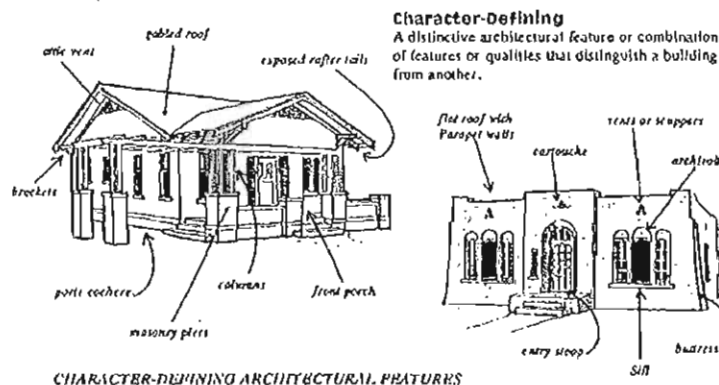 Character-Defining
A distinctive architectural feature or combination
of features or qualities that distinguish a building
from another.
gabled roof
attic vent
exposed rafter tails
brackets
porte cochere
columns
front porch
masonry piers
flat roof with
Parapet walls
cartouche
vents or scuppers
entry stoop
sill
CHARACTER-DEFINING ARCHITECTURAL FEATURES